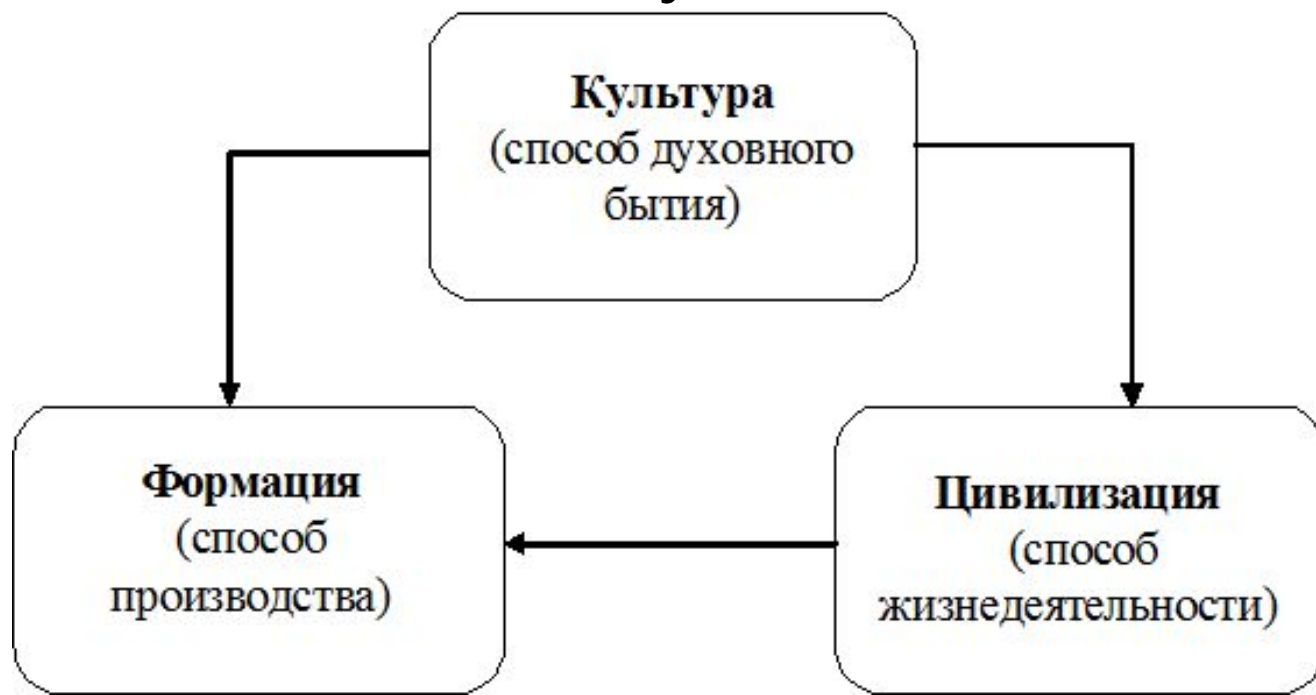 Культура
(способ духовного
бытия)
Формация
(способ
производства)
Цивилизация
(способ
жизнедеятельности)